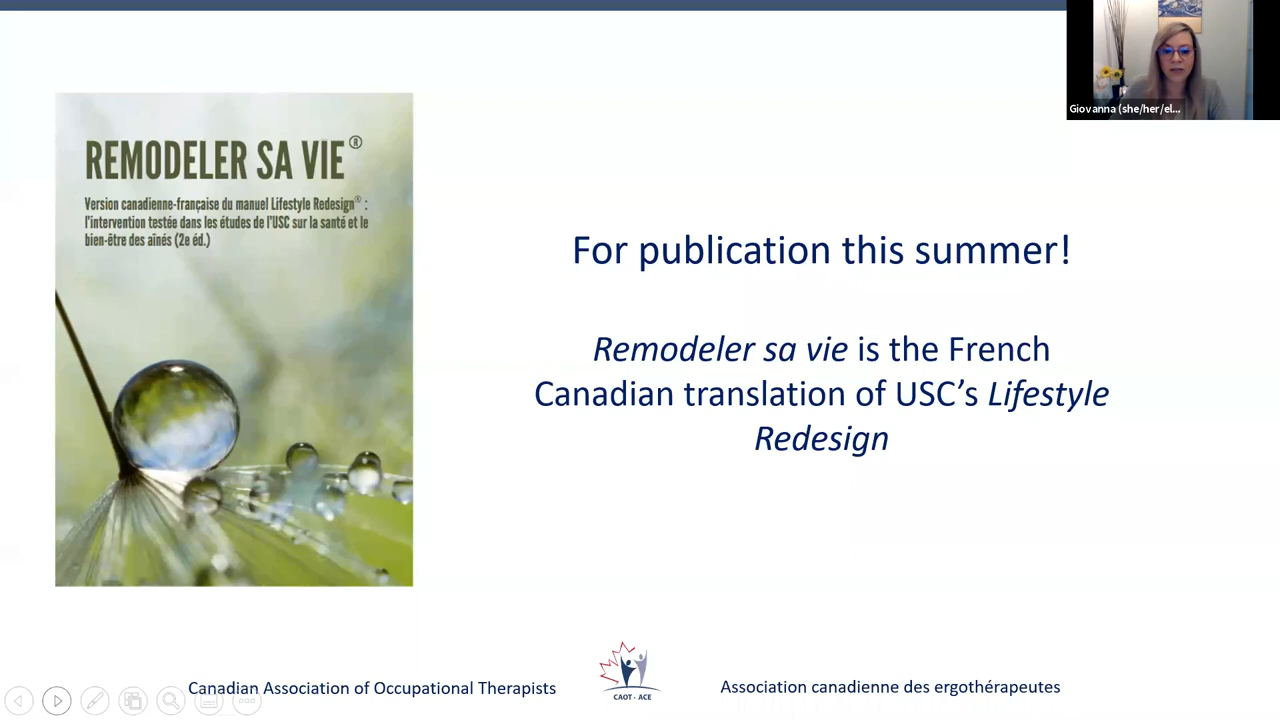 Giovanna (she/her/el...
REMODELER SA VIE®
Version canadienne-française du manuel Lifestyle Redesign® :
l'intervention testée dans les études de l'USC sur la santé et le
bien-être des aînés (2e éd.)
For publication this summer!
Remodeler sa vie is the French
Canadian translation of USC’s Lifestyle
Redesign
Canadian Association of Occupational Therapists
CAOT - ACE
Association canadienne des ergothérapeutes